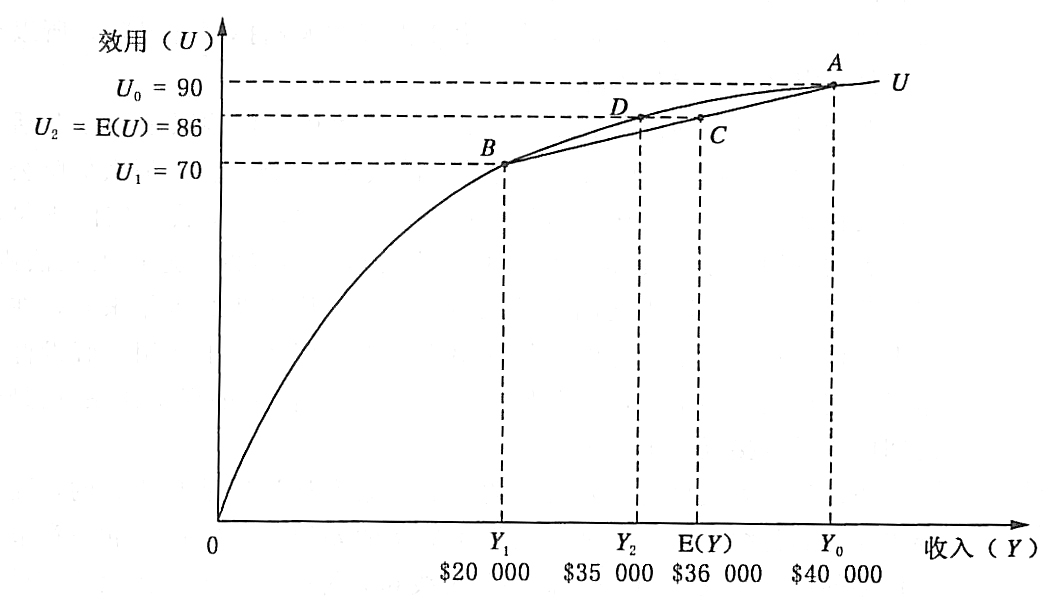 效用（U）
A
U
U₀ = 90
D
U₂ = E(U) = 86
C
B
U₁ = 70
0
Y₁
Y₂
E(Y)
Y₀
收入（Y）
$20 000
$35 000
$36 000
$40 000